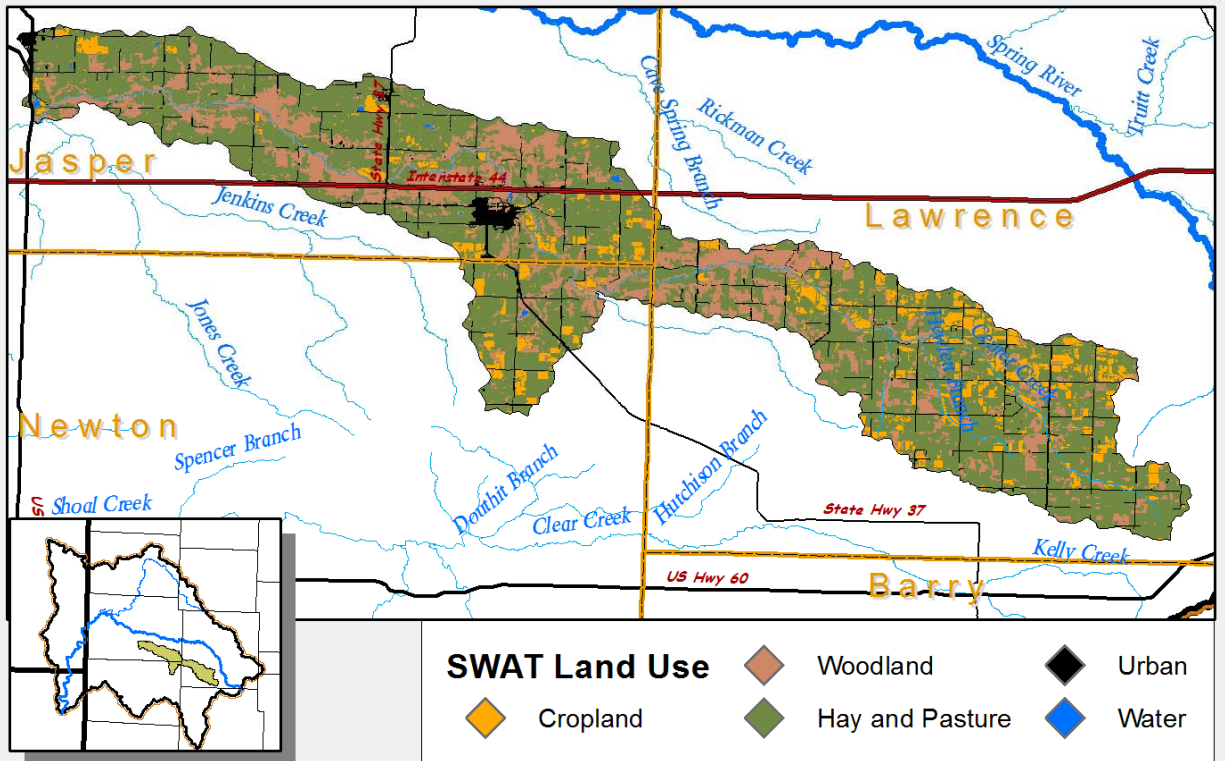 Spring River
Truitt Creek
Cave Spring Branch
Rickman Creek
State Hwy 37
Jasper
Interstate 44
Jenkins Creek
Lawrence
Jones Creek
Center Creek
Newton
Spencer Branch
Hutchison Branch
Douthit Branch
Shoal Creek
US
Clear Creek
State Hwy 37
Kelly Creek
US Hwy 60
Barry
SWAT Land Use
Woodland
Urban
Cropland
Hay and Pasture
Water